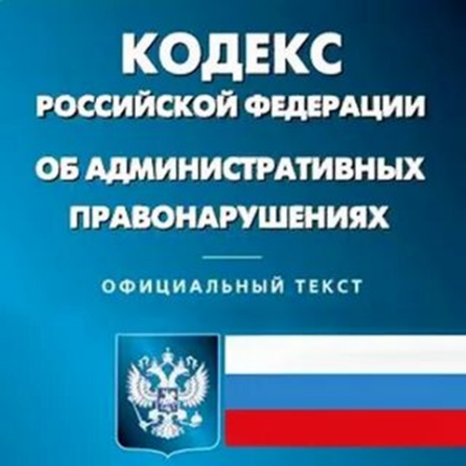 КОДЕКС
РОССИЙСКОЙ ФЕДЕРАЦИИ
ОБ АДМИНИСТРАТИВНЫХ
ПРАВОНАРУШЕНИЯХ
ОФИЦИАЛЬНЫЙ ТЕКСТ